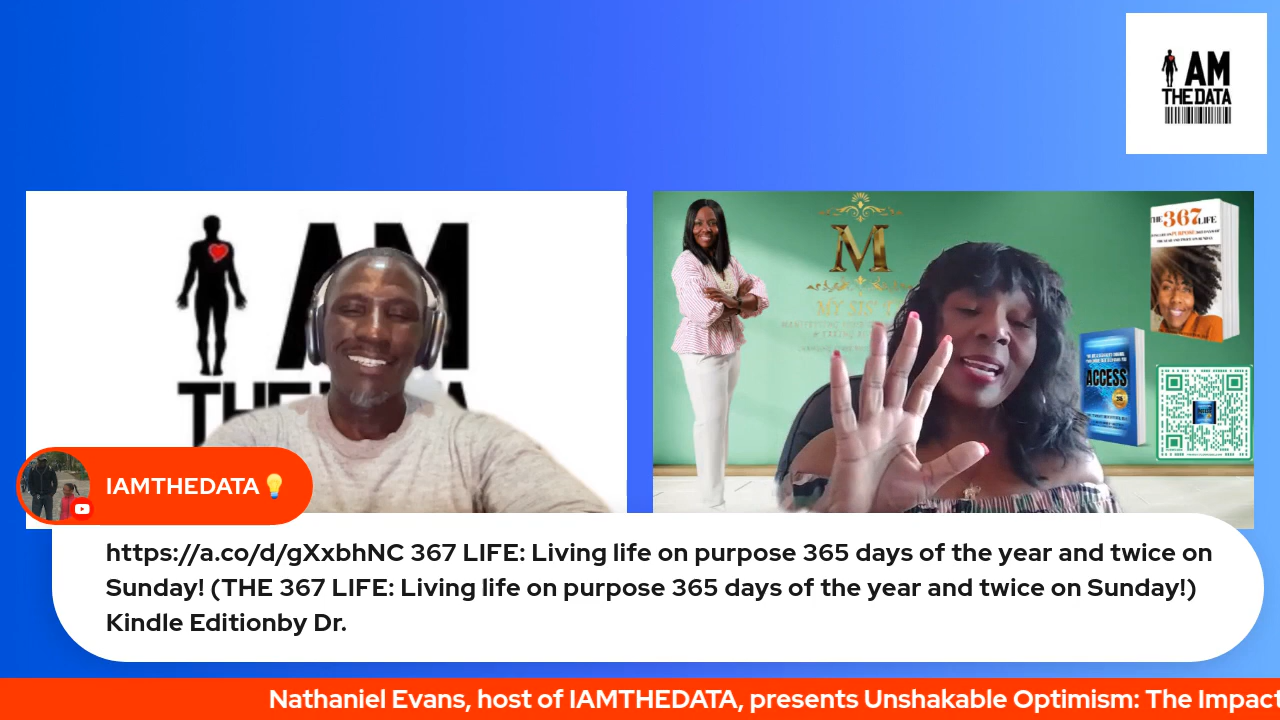 I AM
THE DATA
AM
M
THE 367 LIFE
ACCESS
IAMTHEDATA💡
https://a.co/d/gXxbhNC 367 LIFE: Living life on purpose 365 days of the year and twice on
Sunday! (THE 367 LIFE: Living life on purpose 365 days of the year and twice on Sunday!)
Kindle Editionby Dr.
Nathaniel Evans, host of IAMTHEDATA, presents Unshakable Optimism: The Impact